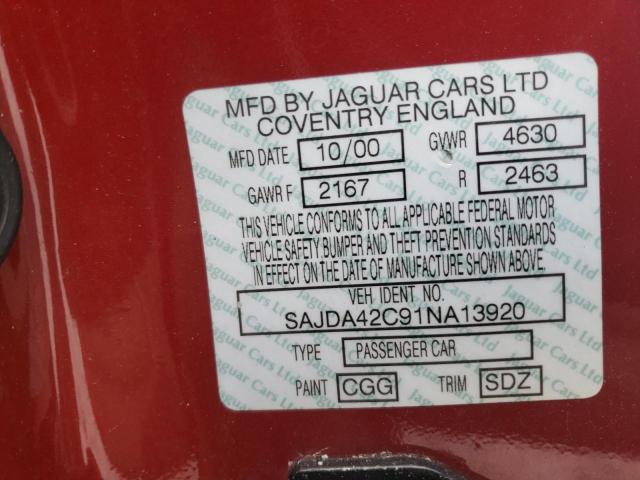 MFD BY JAGUAR CARS LTD
COVENTRY ENGLAND
MFD DATE 10/00 GVWR 4630
GAWR F 2167 R 2463
THIS VEHICLE CONFORMS TO ALL APPLICABLE FEDERAL MOTOR
VEHICLE SAFETY, BUMPER AND THEFT PREVENTION STANDARDS
IN EFFECT ON THE DATE OF MANUFACTURE SHOWN ABOVE.
VEH IDENT NO.
SAJDA42C91NA13920
TYPE PASSENGER CAR
PAINT CGG TRIM SDZ